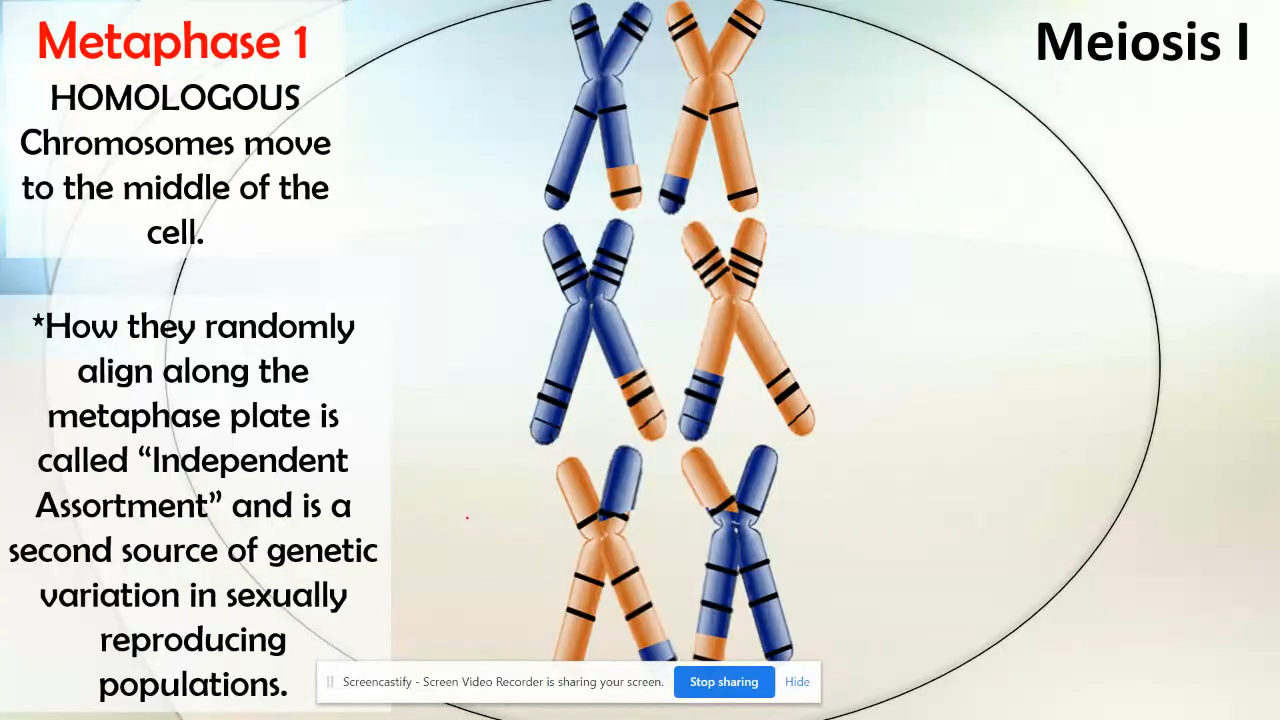 Metaphase 1
HOMOLOGOUS
Chromosomes move
to the middle of the
cell.
*How they randomly
align along the
metaphase plate is
called “Independent
Assortment” and is a
second source of genetic
variation in sexually
reproducing
populations.
Meiosis I
Screencastify - Screen Video Recorder is sharing your screen.
Stop sharing
Hide